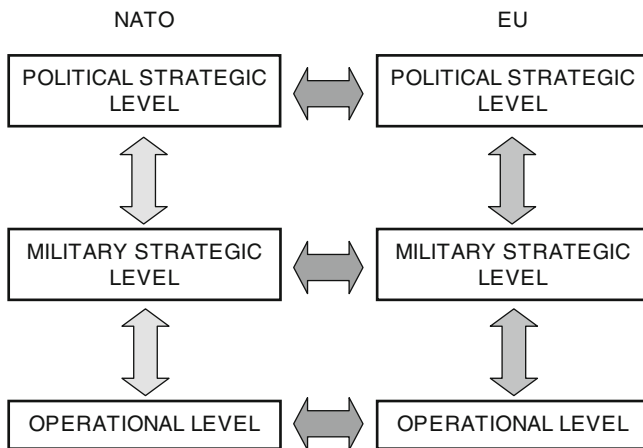 NATO
EU
POLITICAL STRATEGIC
LEVEL
POLITICAL STRATEGIC
LEVEL
MILITARY STRATEGIC
LEVEL
MILITARY STRATEGIC
LEVEL
OPERATIONAL LEVEL
OPERATIONAL LEVEL